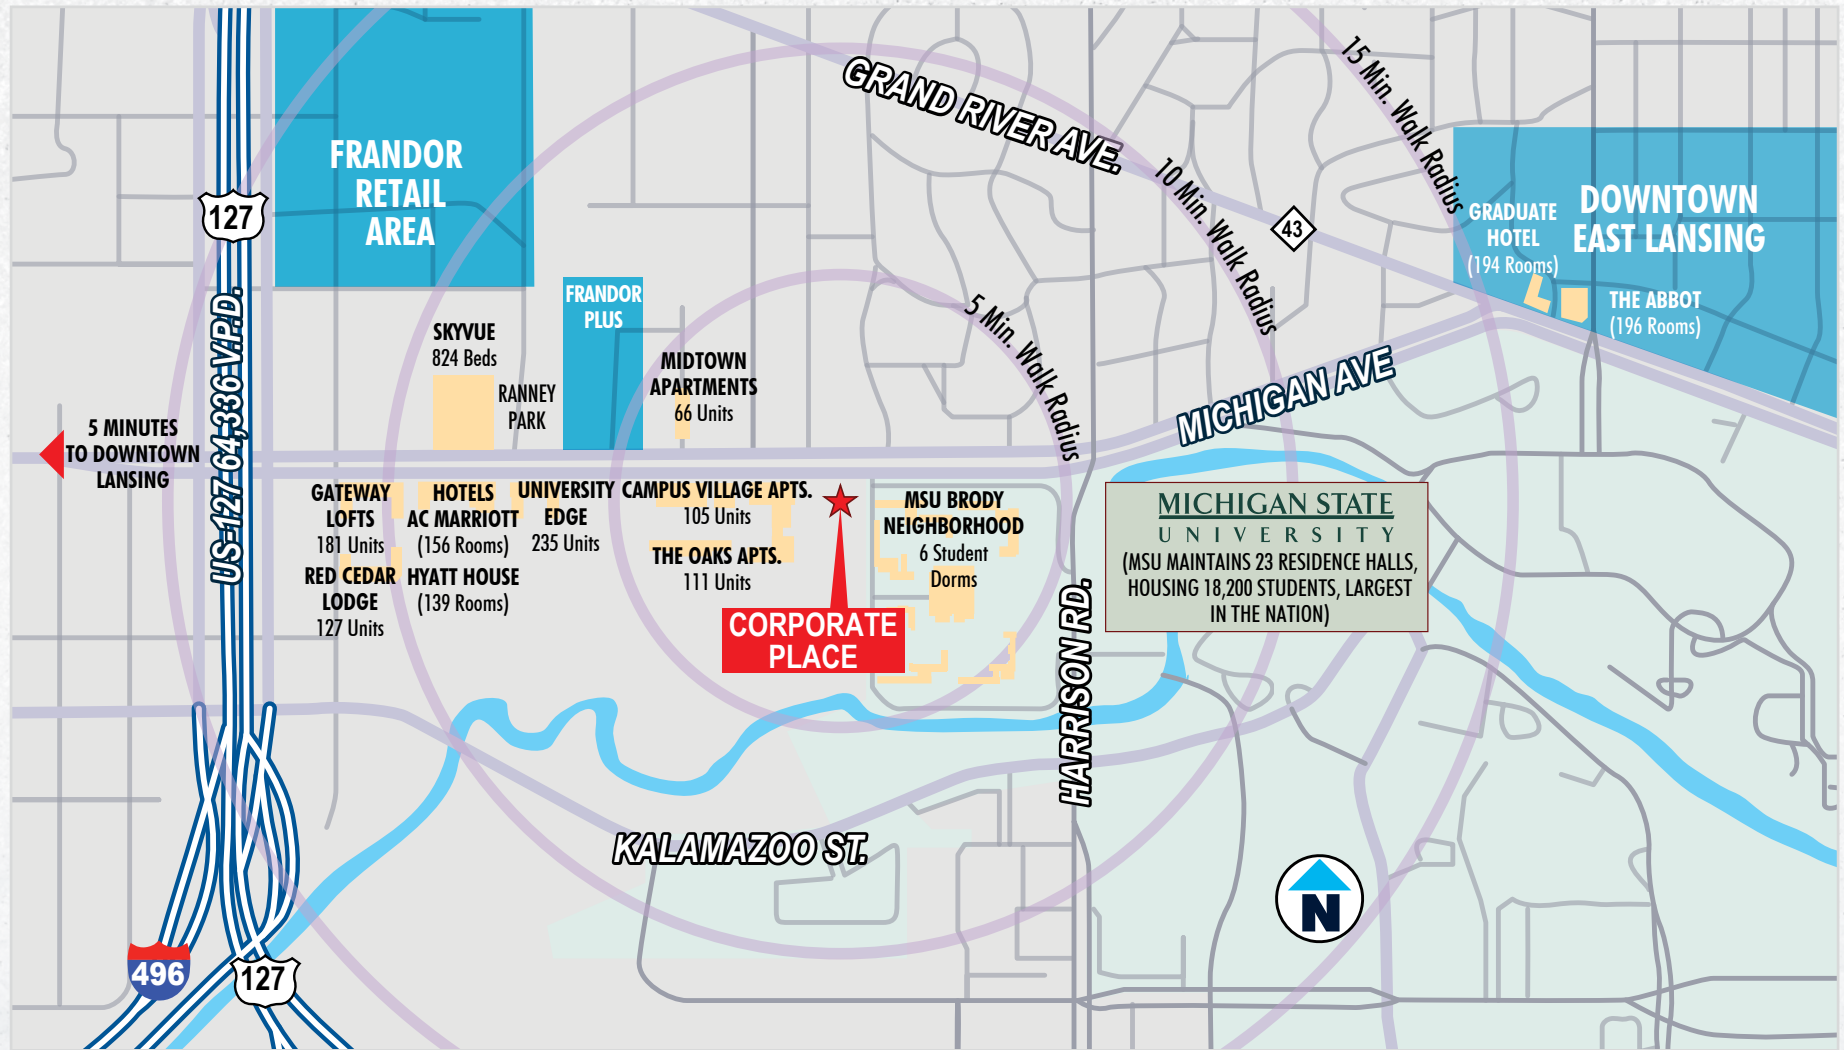 GRAND RIVER AVE.
15 Min. Walk Radius
10 Min. Walk Radius
5 Min. Walk Radius
FRANDOR
RETAIL
AREA
127
US-127 64,336 V.P.D.
43
GRADUATE
HOTEL
(194 Rooms)
DOWNTOWN
EAST LANSING
THE ABBOT
(196 Rooms)
FRANDOR
PLUS
SKYVUE
824 Beds
RANNEY
PARK
MIDTOWN
APARTMENTS
66 Units
MICHIGAN AVE
5 MINUTES
TO DOWNTOWN
LANSING
GATEWAY
LOFTS
181 Units
RED CEDAR
LODGE
127 Units
HOTELS
AC MARRIOTT
(156 Rooms)
HYATT HOUSE
(139 Rooms)
UNIVERSITY
EDGE
235 Units
CAMPUS VILLAGE APTS.
105 Units
THE OAKS APTS.
111 Units
MSU BRODY
NEIGHBORHOOD
6 Student
Dorms
CORPORATE
PLACE
MICHIGAN STATE
UNIVERSITY
(MSU MAINTAINS 23 RESIDENCE HALLS,
HOUSING 18,200 STUDENTS, LARGEST
IN THE NATION)
HARRISON RD.
KALAMAZOO ST.
N
496
127